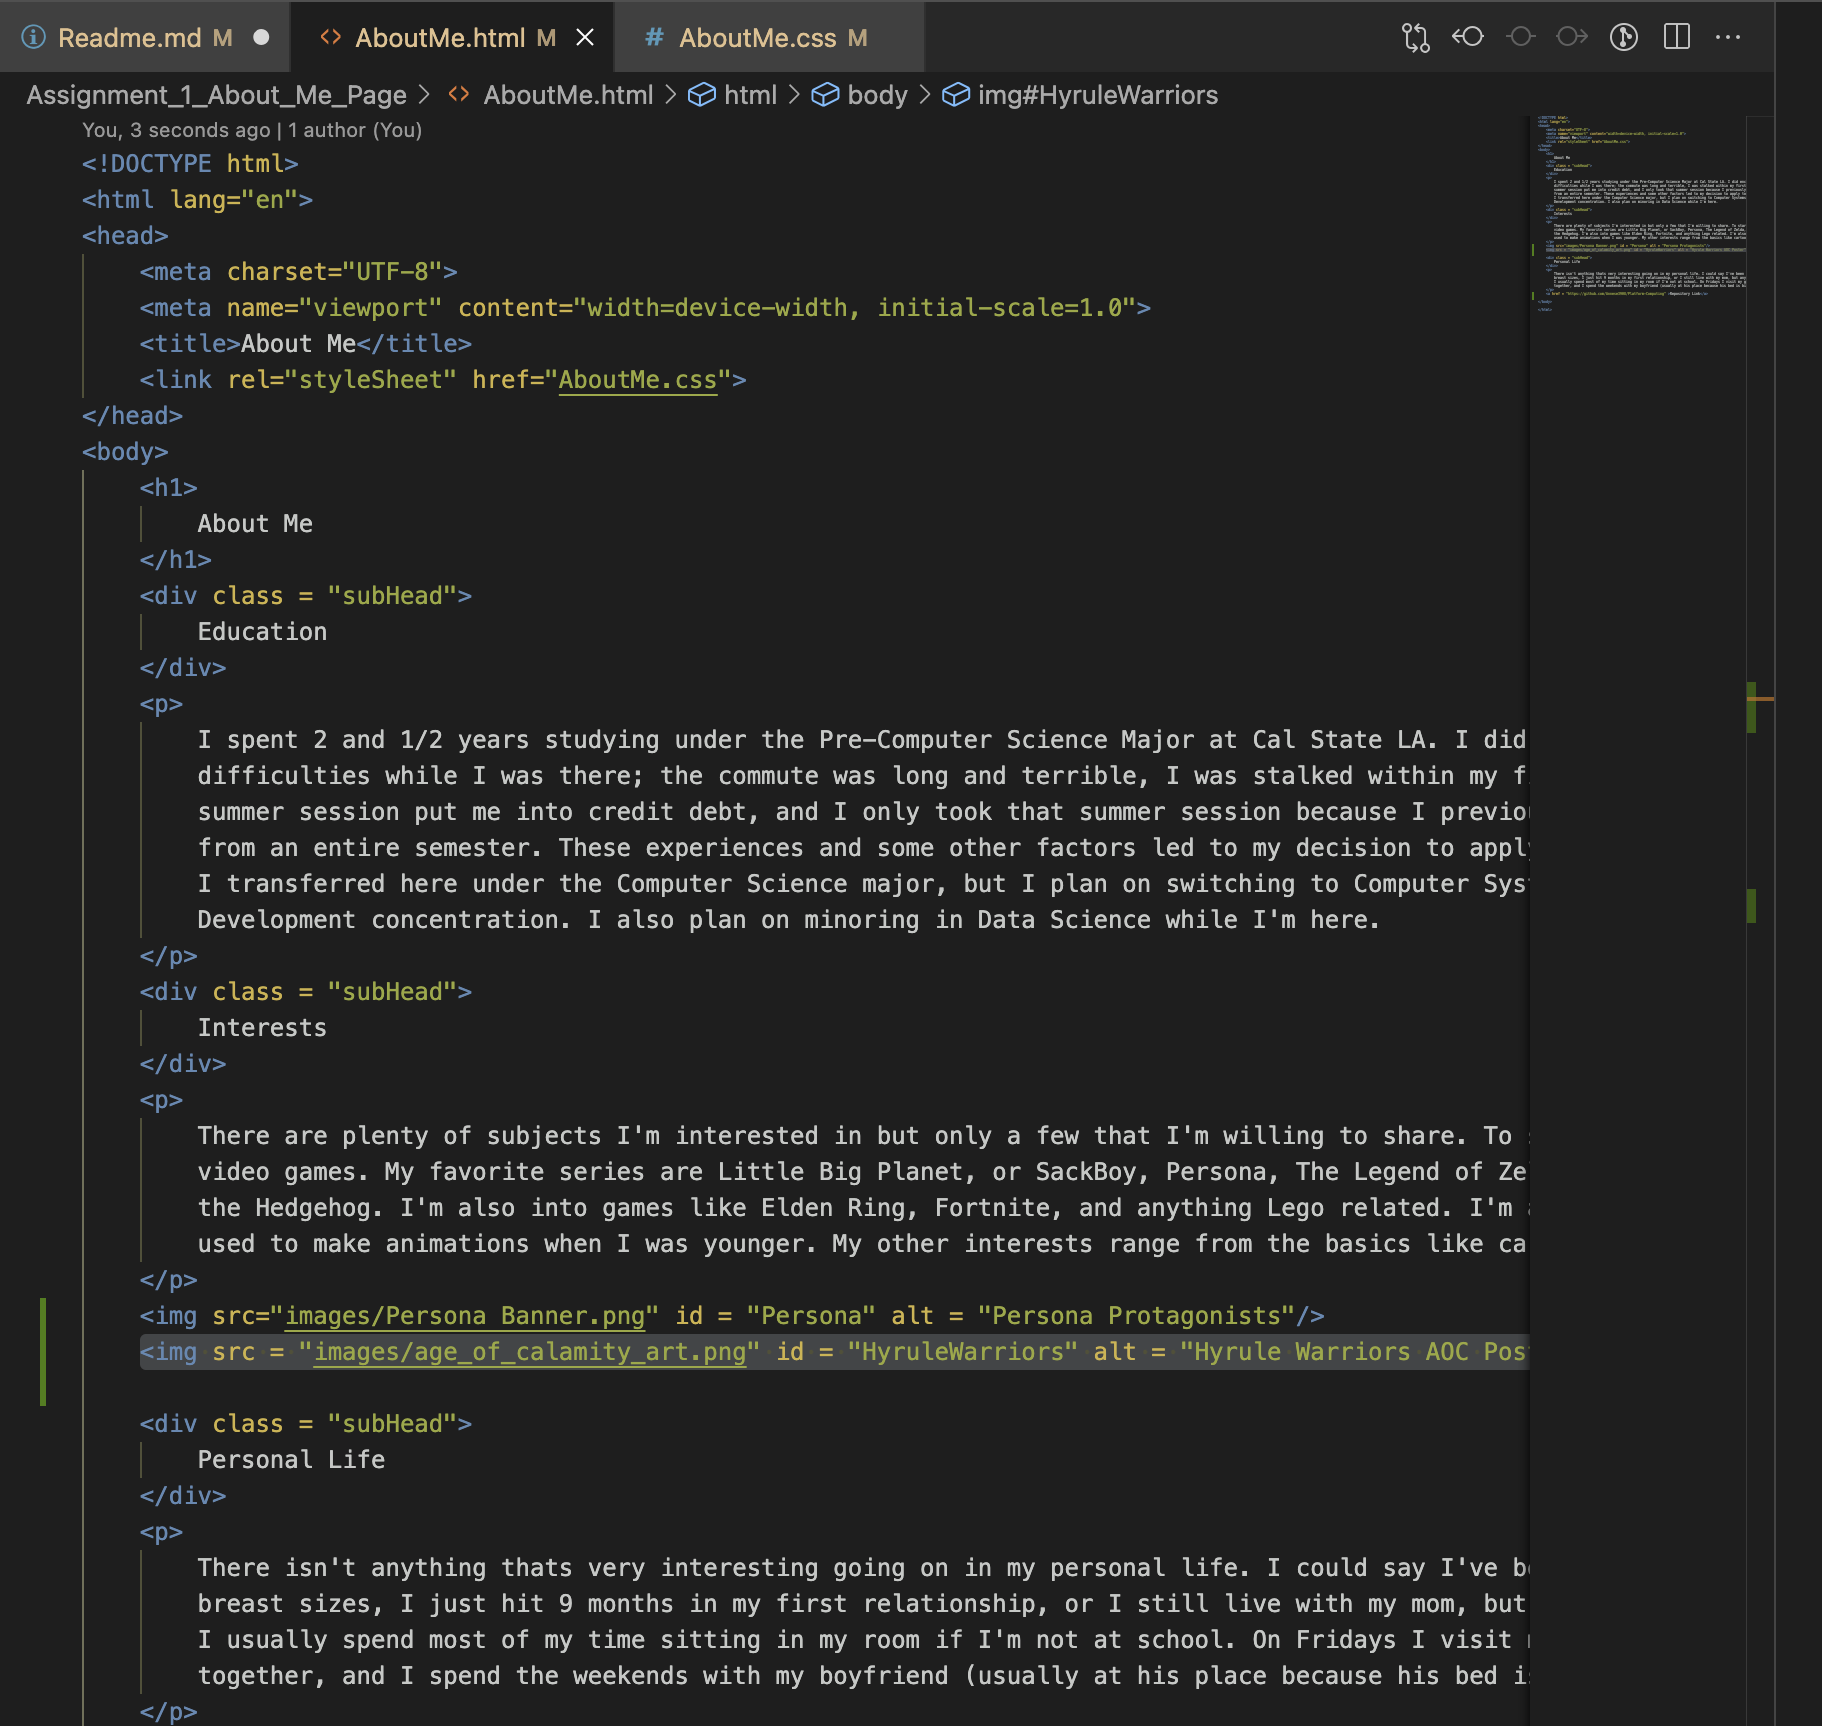 Readme.md M
AboutMe.html M
# AboutMe.css M
Assignment_1_About_Me_Page > AboutMe.html > html > body > img#HyruleWarriors
You, 3 seconds ago | 1 author (You)
<!DOCTYPE html>
<html lang="en">
<head>
<meta charset="UTF-8">
<meta name="viewport" content="width=device-width, initial-scale=1.0">
<title>About Me</title>
<link rel="styleSheet" href="AboutMe.css">
</head>
<body>
<h1>
About Me
</h1>
<div class = "subHead">
Education
</div>
<p>
I spent 2 and 1/2 years studying under the Pre-Computer Science Major at Cal State LA. I did
difficulties while I was there; the commute was long and terrible, I was stalked within my
summer session put me into credit debt, and I only took that summer session because I
from an entire semester. These experiences and some other factors led to my decision to
I transferred here under the Computer Science major, but I plan on switching to Computer
Development concentration. I also plan on minoring in Data Science while I'm here.
</p>
<div class = "subHead">
Interests
</div>
<p>
There are plenty of subjects I'm interested in but only a few that I'm willing to share. To
video games. My favorite series are Little Big Planet, or SackBoy, Persona, The Legend of
the Hedgehog. I'm also into games like Elden Ring, Fortnite, and anything Lego related. I'm
used to make animations when I was younger. My other interests range from the basics like
</p>
<img src="images/Persona Banner.png" id = "Persona" alt = "Persona Protagonists"/>
<img src = "images/age_of_calamity_art.png" id = "HyruleWarriors" alt = "Hyrule Warriors AOC
<div class = "subHead">
Personal Life
</div>
<p>
There isn't anything thats very interesting going on in my personal life. I could say I've
breast sizes, I just hit 9 months in my first relationship, or I still live with my mom, but
I usually spend most of my time sitting in my room if I'm not at school. On Fridays I visit
together, and I spend the weekends with my boyfriend (usually at his place because his bed
</p>